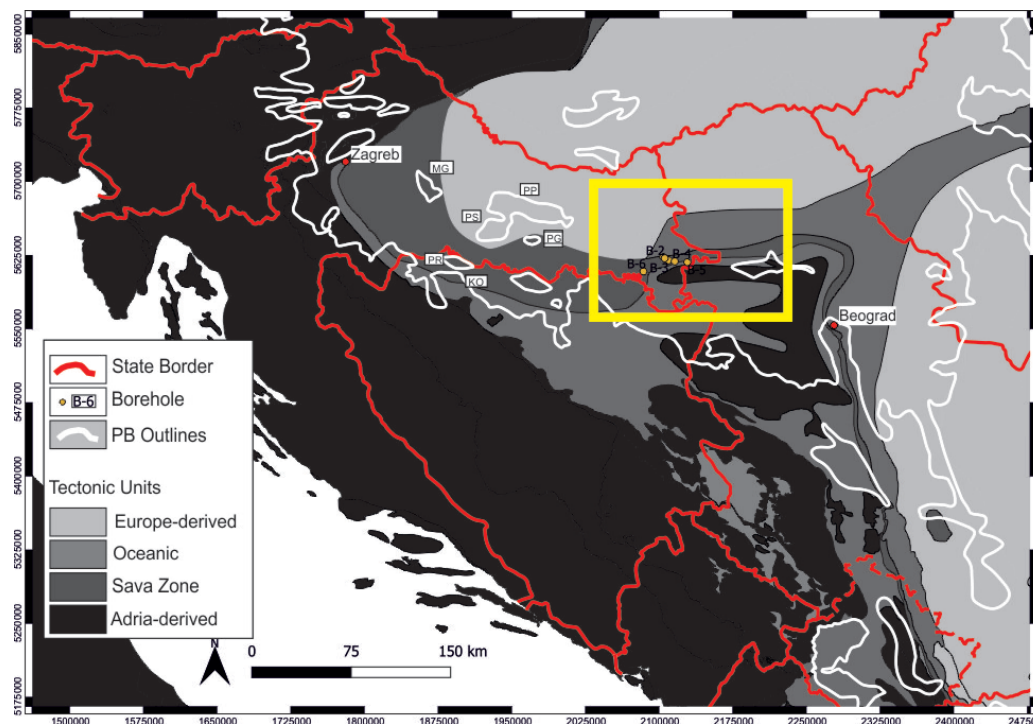 5850000
5775000
5700000
5625000
5550000
5475000
5400000
5325000
5250000
5175000
Zagreb
MG
PP
PS
PG
PR
KO
B-2
B-4
B-6
B-3
B-5
Beograd
State Border
B-6 Borehole
PB Outlines
Tectonic Units
Europe-derived
Oceanic
Sava Zone
Adria-derived
N
0 75 150 km
1500000 1575000 1650000 1725000 1800000 1875000 1950000 2025000 2100000 2175000 2250000 2325000 2400000